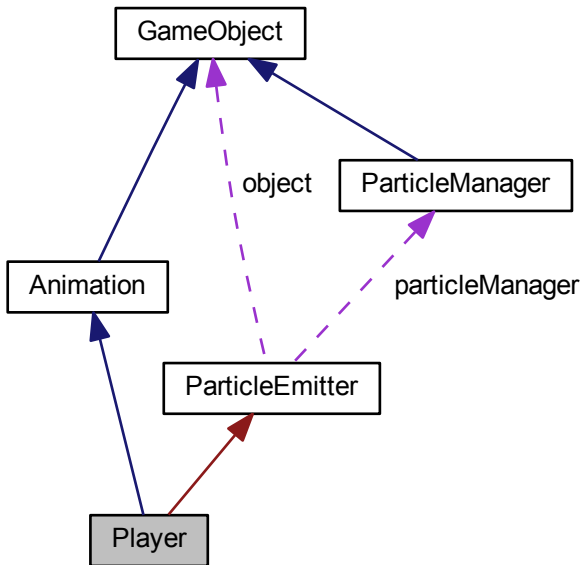 GameObject
object
ParticleManager
Animation
particleManager
ParticleEmitter
Player